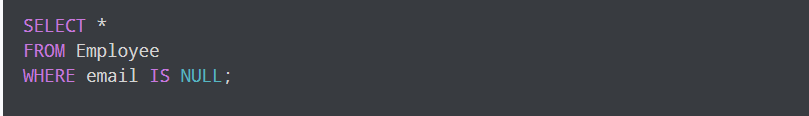 SELECT *
FROM Employee
WHERE email IS NULL;